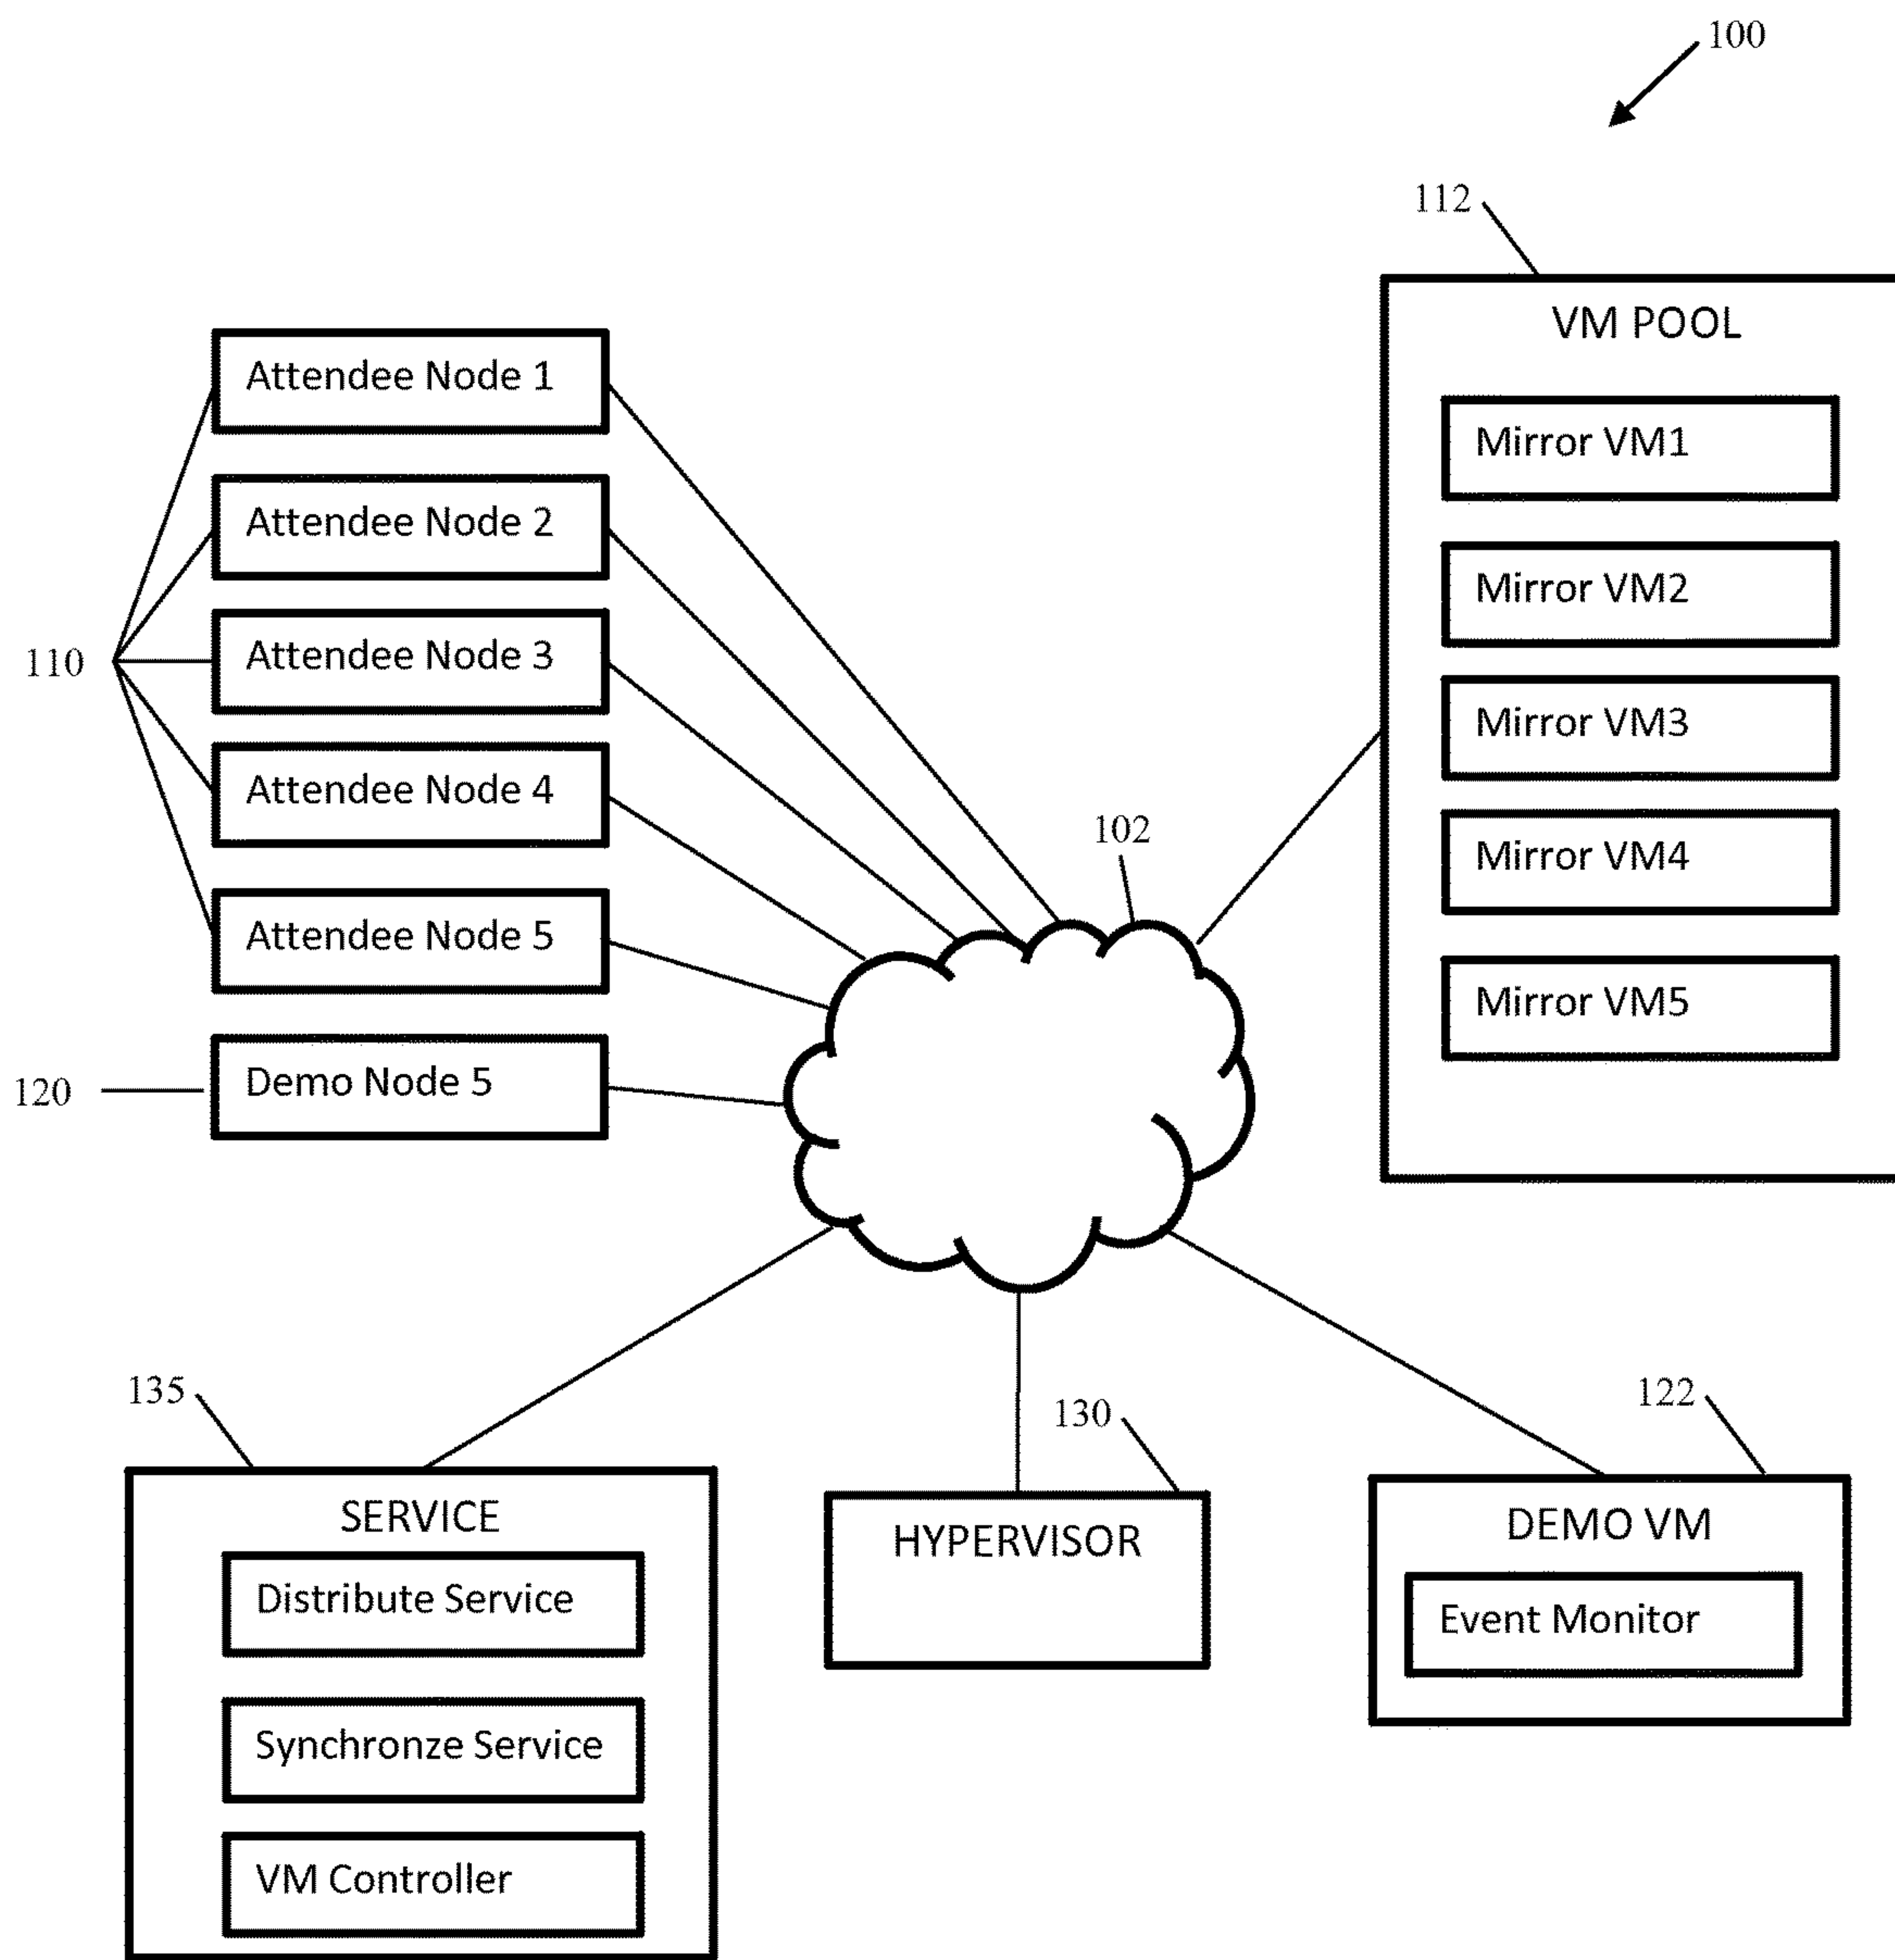 100
112
VM POOL
Mirror VM1
Mirror VM2
Mirror VM3
Mirror VM4
Mirror VM5
Attendee Node 1
Attendee Node 2
Attendee Node 3
110
Attendee Node 4
Attendee Node 5
120
Demo Node 5
102
135
SERVICE
Distribute Service
Synchronze Service
VM Controller
130
HYPERVISOR
122
DEMO VM
Event Monitor